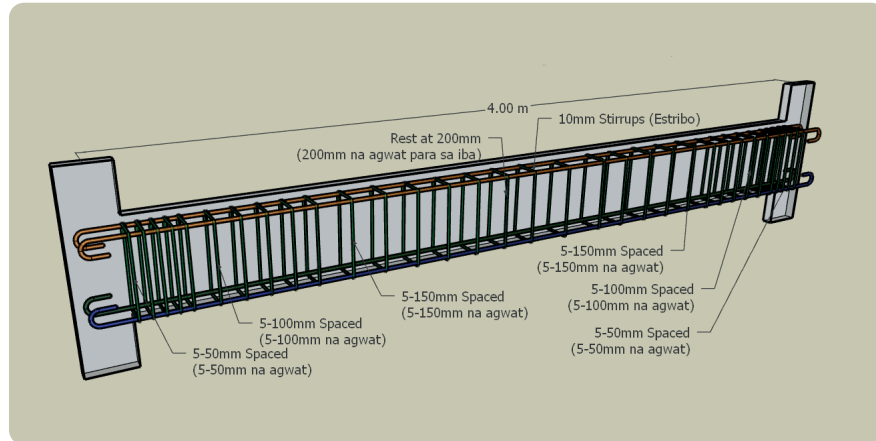 4.00 m
10mm Stirrups (Estribo)
Rest at 200mm
(200mm na agwat para sa iba)
5-150mm Spaced
(5-150mm na agwat)
5-100mm Spaced
(5-100mm na agwat)
5-150mm Spaced
(5-150mm na agwat)
5-100mm Spaced
(5-100mm na agwat)
5-50mm Spaced
(5-50mm na agwat)
5-50mm Spaced
(5-50mm na agwat)